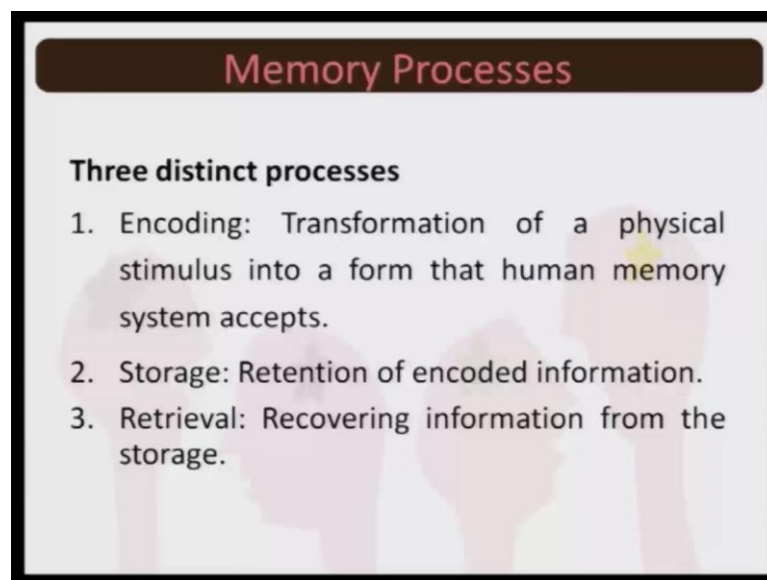 Memory Processes
Three distinct processes
1. Encoding: Transformation of a physical
stimulus into a form that human memory
system accepts.
2. Storage: Retention of encoded information.
3. Retrieval: Recovering information from the
storage.